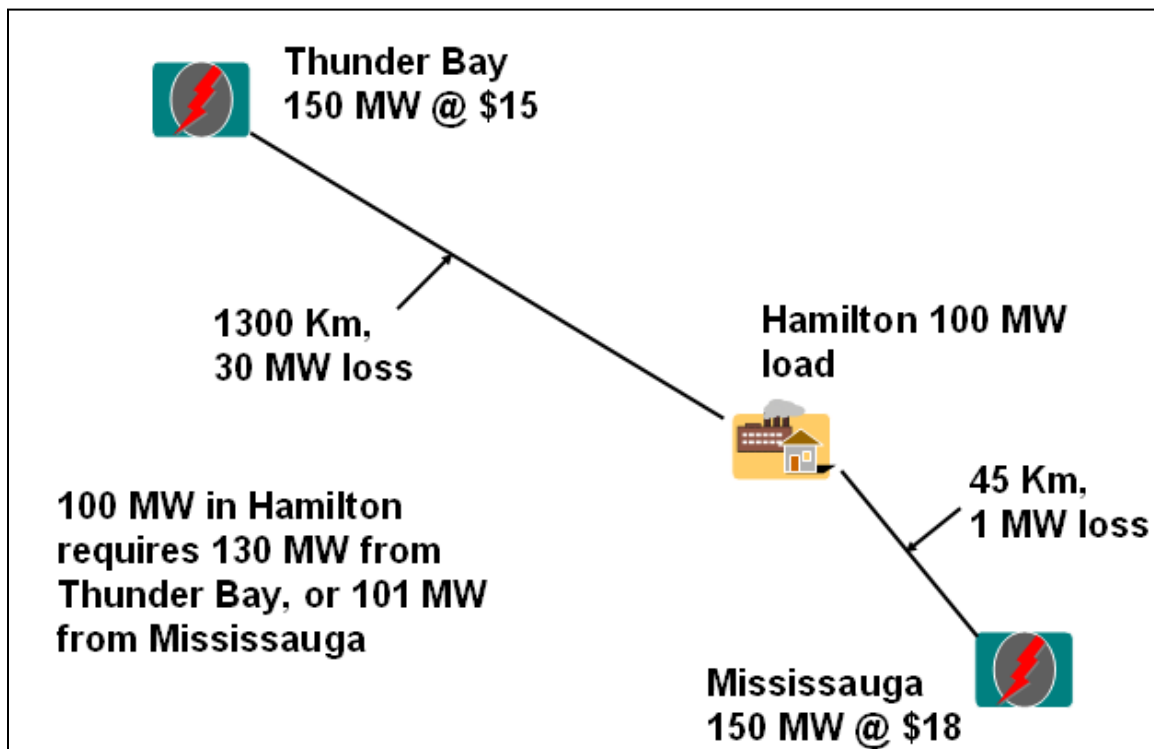 Thunder Bay
150 MW @ $15
1300 Km,
30 MW loss
Hamilton 100 MW
load
45 Km,
1 MW loss
100 MW in Hamilton
requires 130 MW from
Thunder Bay, or 101 MW
from Mississauga
Mississauga
150 MW @ $18